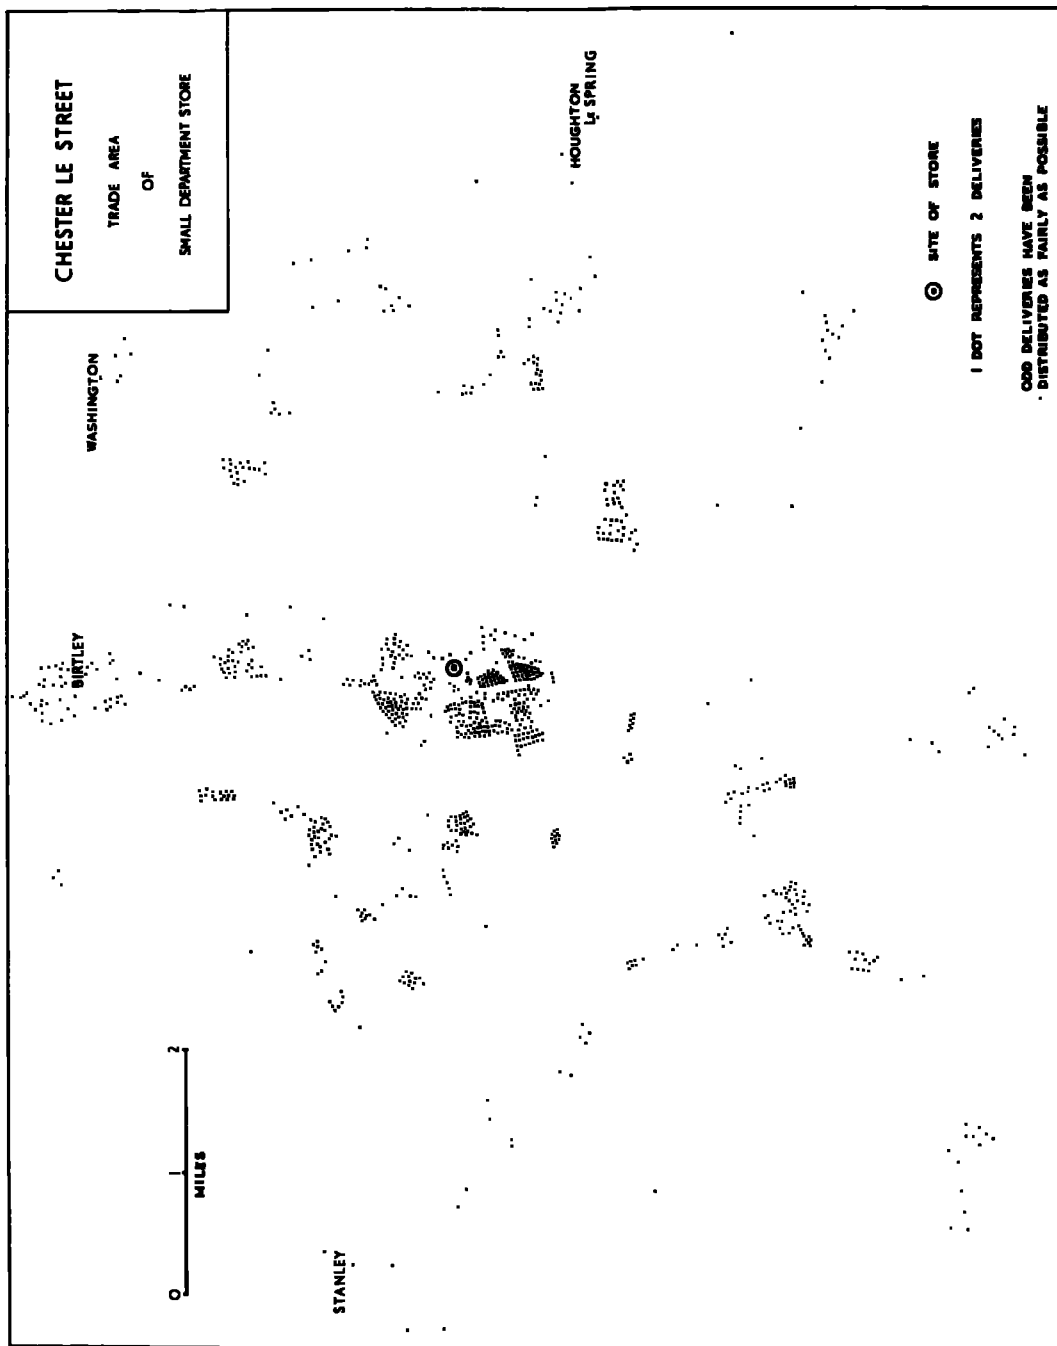 CHESTER LE STREET
TRADE AREA
OF
SMALL DEPARTMENT STORE
WASHINGTON
BIRTLEY
HOUGHTON
Le SPRING
STANLEY
0 1 2
MILES
SITE OF STORE
1 DOT REPRESENTS 2 DELIVERIES
ODD DELIVERIES HAVE BEEN
DISTRIBUTED AS FAIRLY AS POSSIBLE